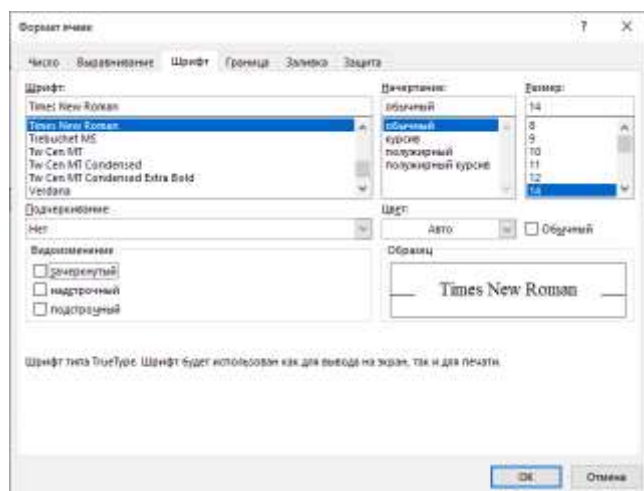 Формат ячеек ? ×
Число Выравнивание Шрифт Граница Заливка Защита
Шрифт: Начертание: Размер:
Times New Roman обычный 14
Times New Roman обычный 8
Trebuchet MS курсив 9
Tw Cen MT полужирный 10
Tw Cen MT Condensed полужирный курсив 11
Tw Cen MT Condensed Extra Bold 12
Verdana 14
Подчеркивание Цвет:
Нет Авто Обычный
Видоизменение Образец
зачеркнутый
надстрочный Times New Roman
подстрочный
Шрифт типа TrueType. Шрифт будет использован как для вывода на экран, так и для печати.
ОК Отмена